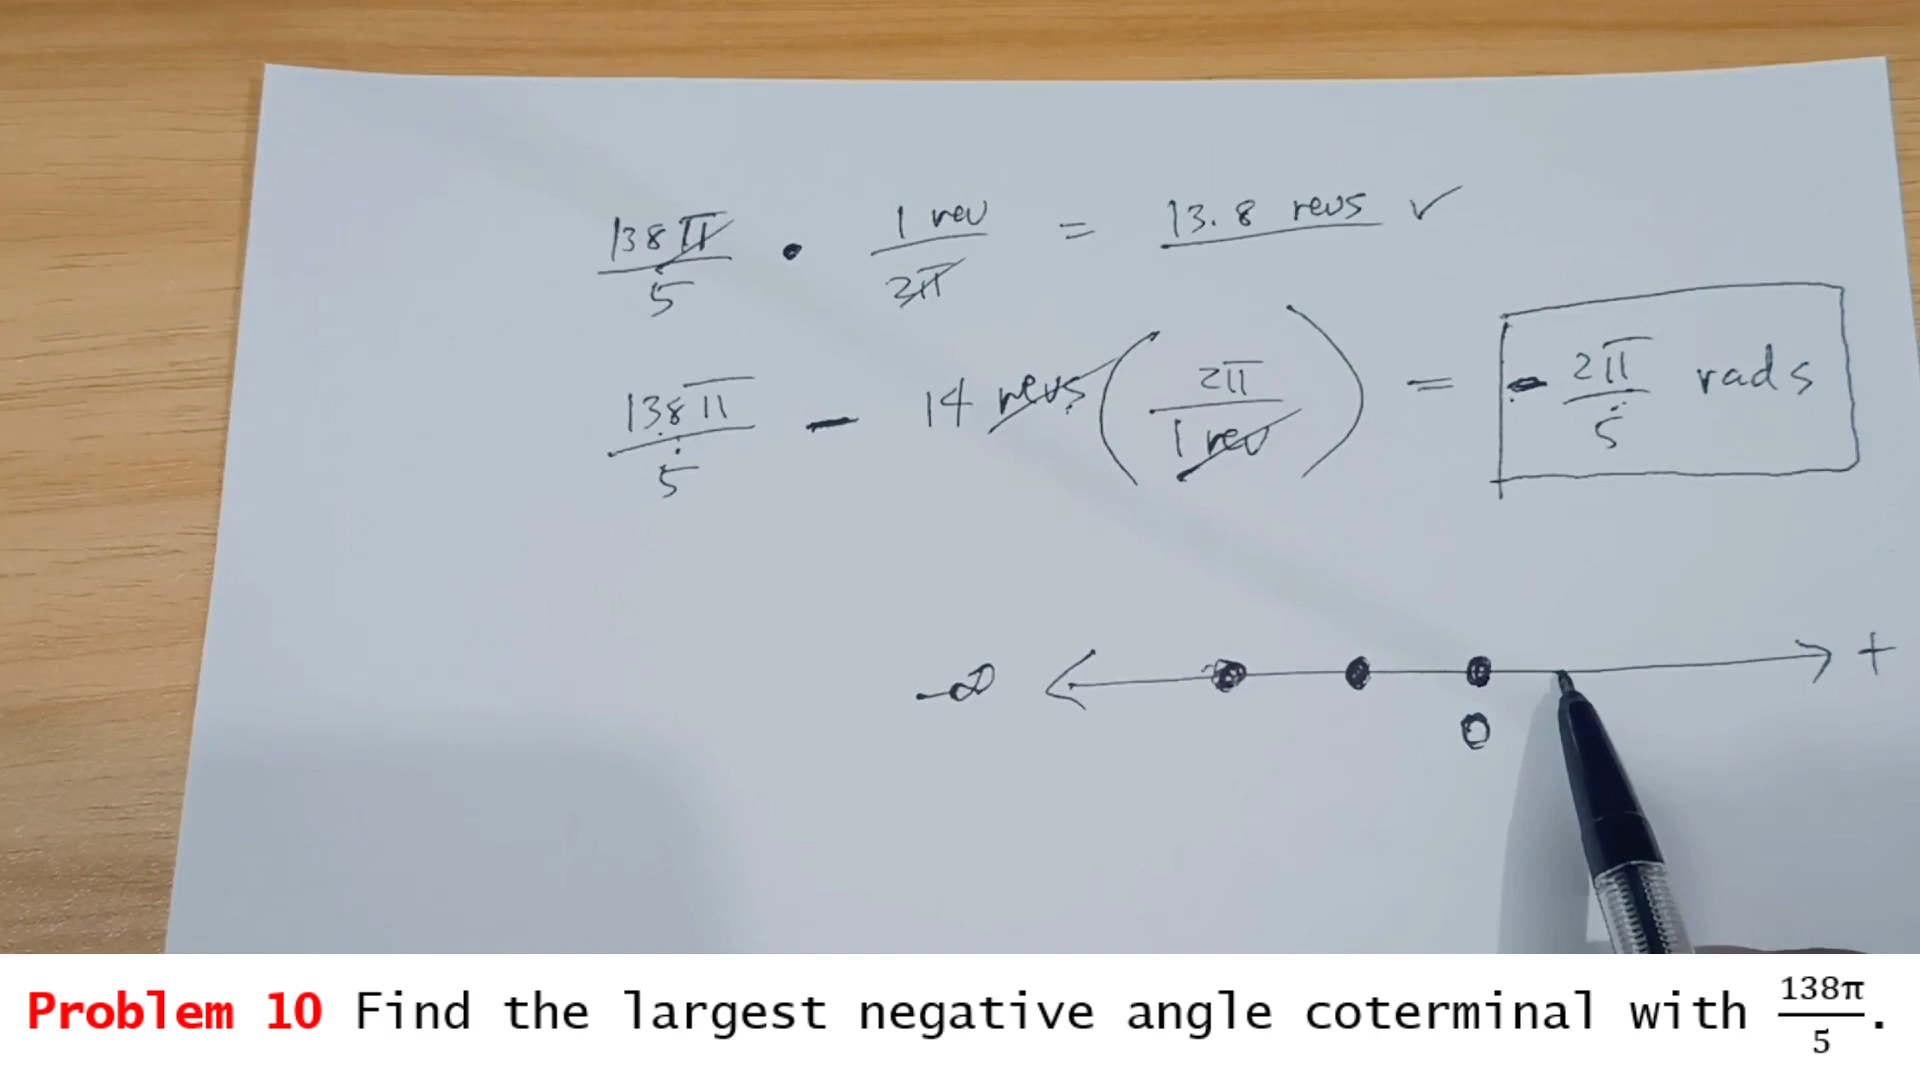 138π/5 • 1 rev/2π = 13.8 revs ✓
138π/5 - 14 revs (2π/1 rev) = -2π/5 rads
-∞ +
0
Problem 10 Find the largest negative angle coterminal with 138π/5.